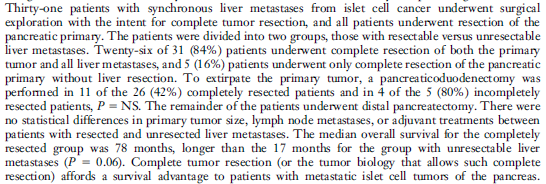 Thirty-one patients with synchronous liver metastases from islet cell cancer underwent surgical
exploration with the intent for complete tumor resection, and all patients underwent resection of the
pancreatic primary. The patients were divided into two groups, those with resectable versus unresectable
liver metastases. Twenty-six of 31 (84%) patients underwent complete resection of both the primary
tumor and all liver metastases, and 5 (16%) patients underwent only complete resection of the pancreatic
primary without liver resection. To extirpate the primary tumor, a pancreaticoduodenectomy was
performed in 11 of the 26 (42%) completely resected patients and in 4 of the 5 (80%) incompletely
resected patients, P = NS. The remainder of the patients underwent distal pancreatectomy. There were
no statistical differences in primary tumor size, lymph node metastases, or adjuvant treatments between
patients with resected and unresected liver metastases. The median overall survival for the completely
resected group was 78 months, longer than the 17 months for the group with unresectable liver
metastases (P = 0.06). Complete tumor resection (or the tumor biology that allows such complete
resection) affords a survival advantage to patients with metastatic islet cell tumors of the pancreas.